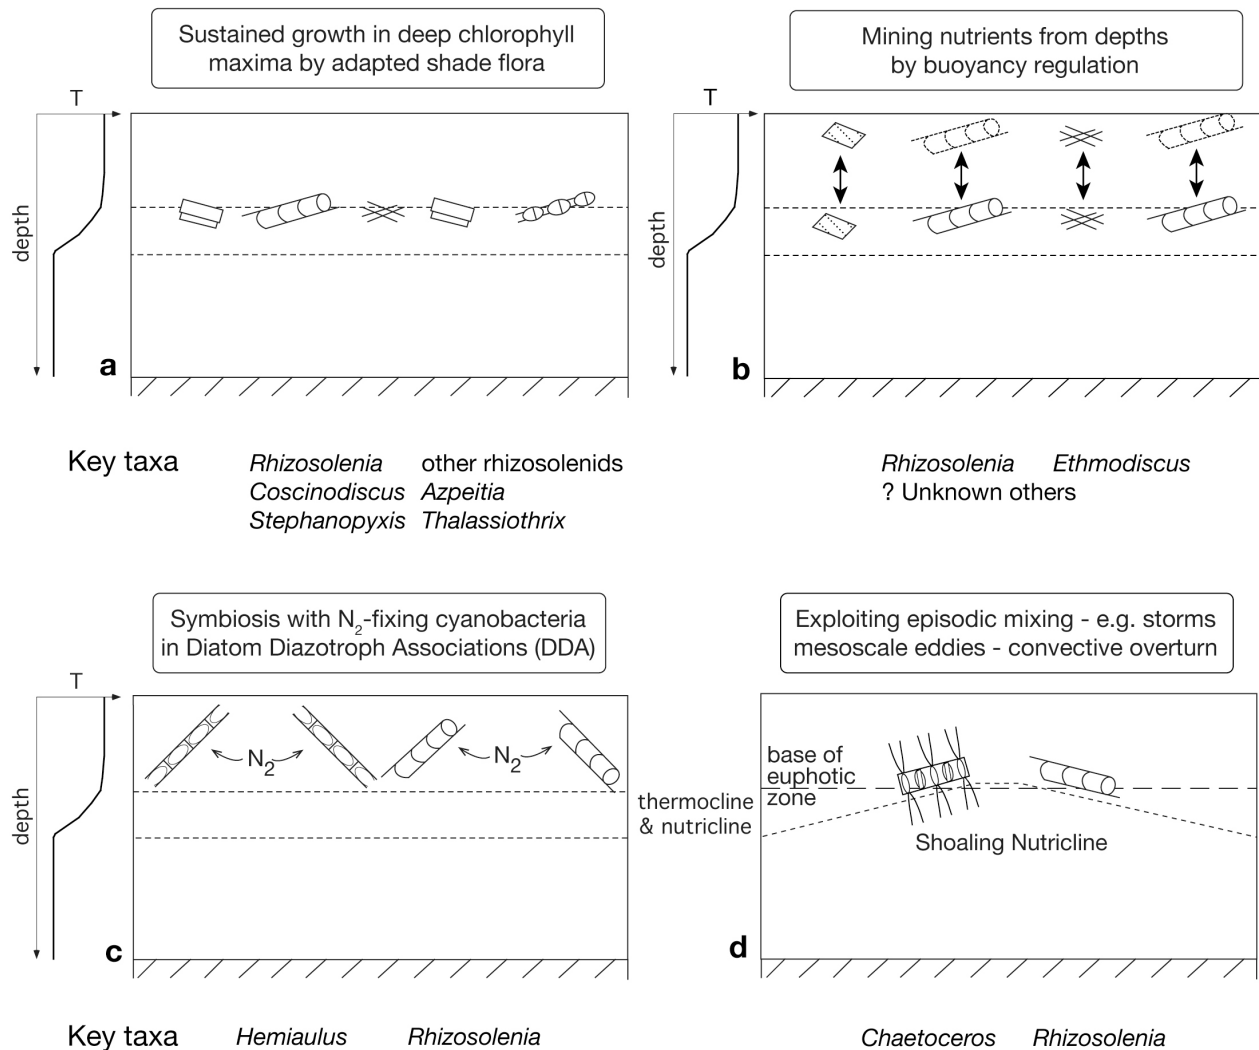 Sustained growth in deep chlorophyll
maxima by adapted shade flora
T
depth
a
Key taxa
Rhizosolenia other rhizosolenids
Coscinodiscus Azpeitia
Stephanopyxis Thalassiothrix
Mining nutrients from depths
by buoyancy regulation
T
depth
b
Rhizosolenia Ethmodiscus
? Unknown others
Symbiosis with N2-fixing cyanobacteria
in Diatom Diazotroph Associations (DDA)
T
depth
N2 N2
c
Key taxa Hemiaulus Rhizosolenia
Exploiting episodic mixing - e.g. storms
mesoscale eddies - convective overturn
base of
euphotic
zone
thermocline
& nutricline
Shoaling Nutricline
d
Chaetoceros Rhizosolenia